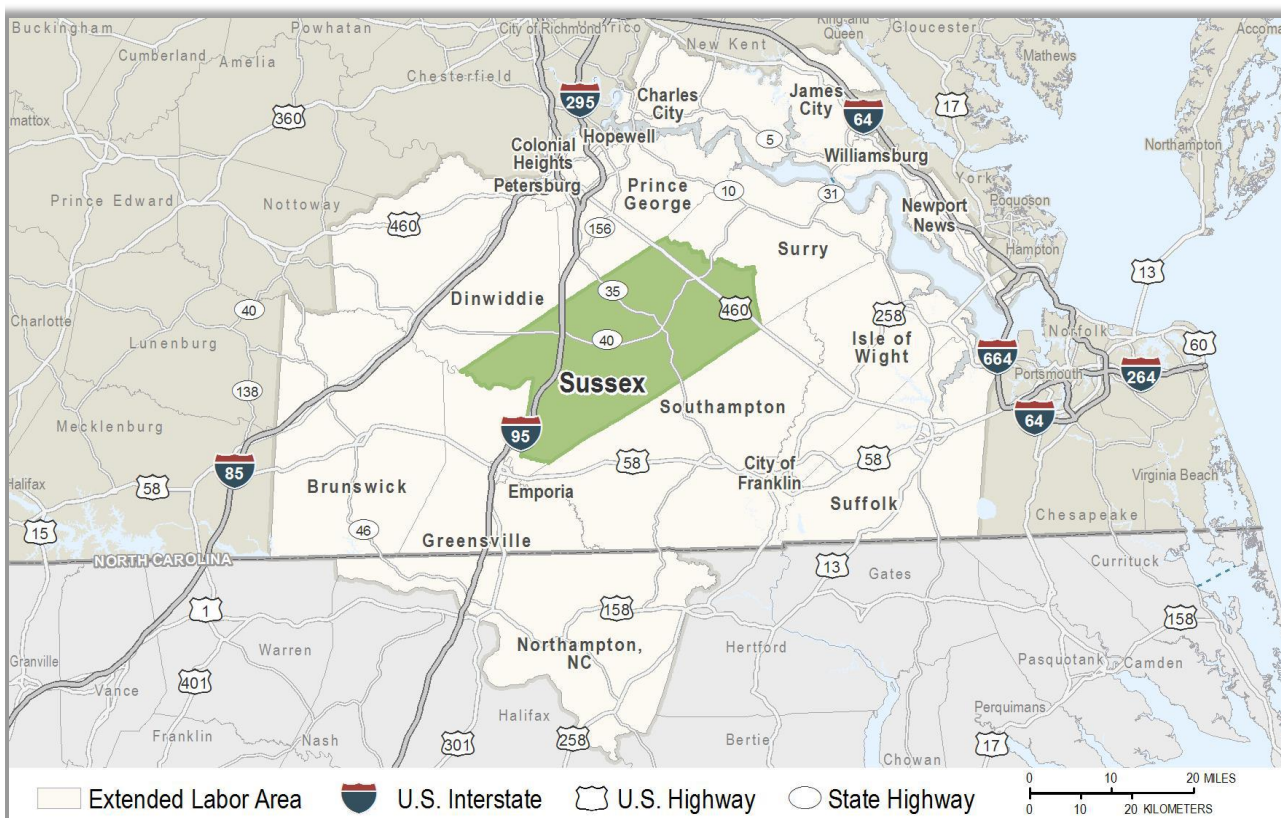 Buckingham
Powhatan
City of Richmond
Henrico
King and
Queen
Gloucester
Accoma
Cumberland
Amelia
New Kent
Mathews
Chesterfield
295
Charles
City
James
City
64
17
mattox
360
Hopewell
Colonial
Heights
5
Northampton
Petersburg
Williamsburg
Prince Edward
Nottoway
Prince
George
10
31
York
Poquoson
460
156
Newport
News
Hampton
Surry
13
Dinwiddie
35
40
Charlotte
460
258
Norfolk
Lunenburg
40
Isle of
Wight
664
60
Portsmouth
264
138
Sussex
Mecklenburg
Southampton
64
95
85
58
City of
Franklin
58
Halifax
58
Brunswick
Emporia
Suffolk
Virginia Beach
15
46
Greensville
Chesapeake
NORTH CAROLINA
13
Gates
Currituck
1
158
158
Warren
Northampton,
NC
Hertford
Granville
Pasquotank
Camden
Vance
401
Perquimans
Franklin
Nash
Halifax
301
258
Bertie
17
Chowan
Extended Labor Area
U.S. Interstate
U.S. Highway
State Highway
0 10 20 MILES
0 10 20 KILOMETERS